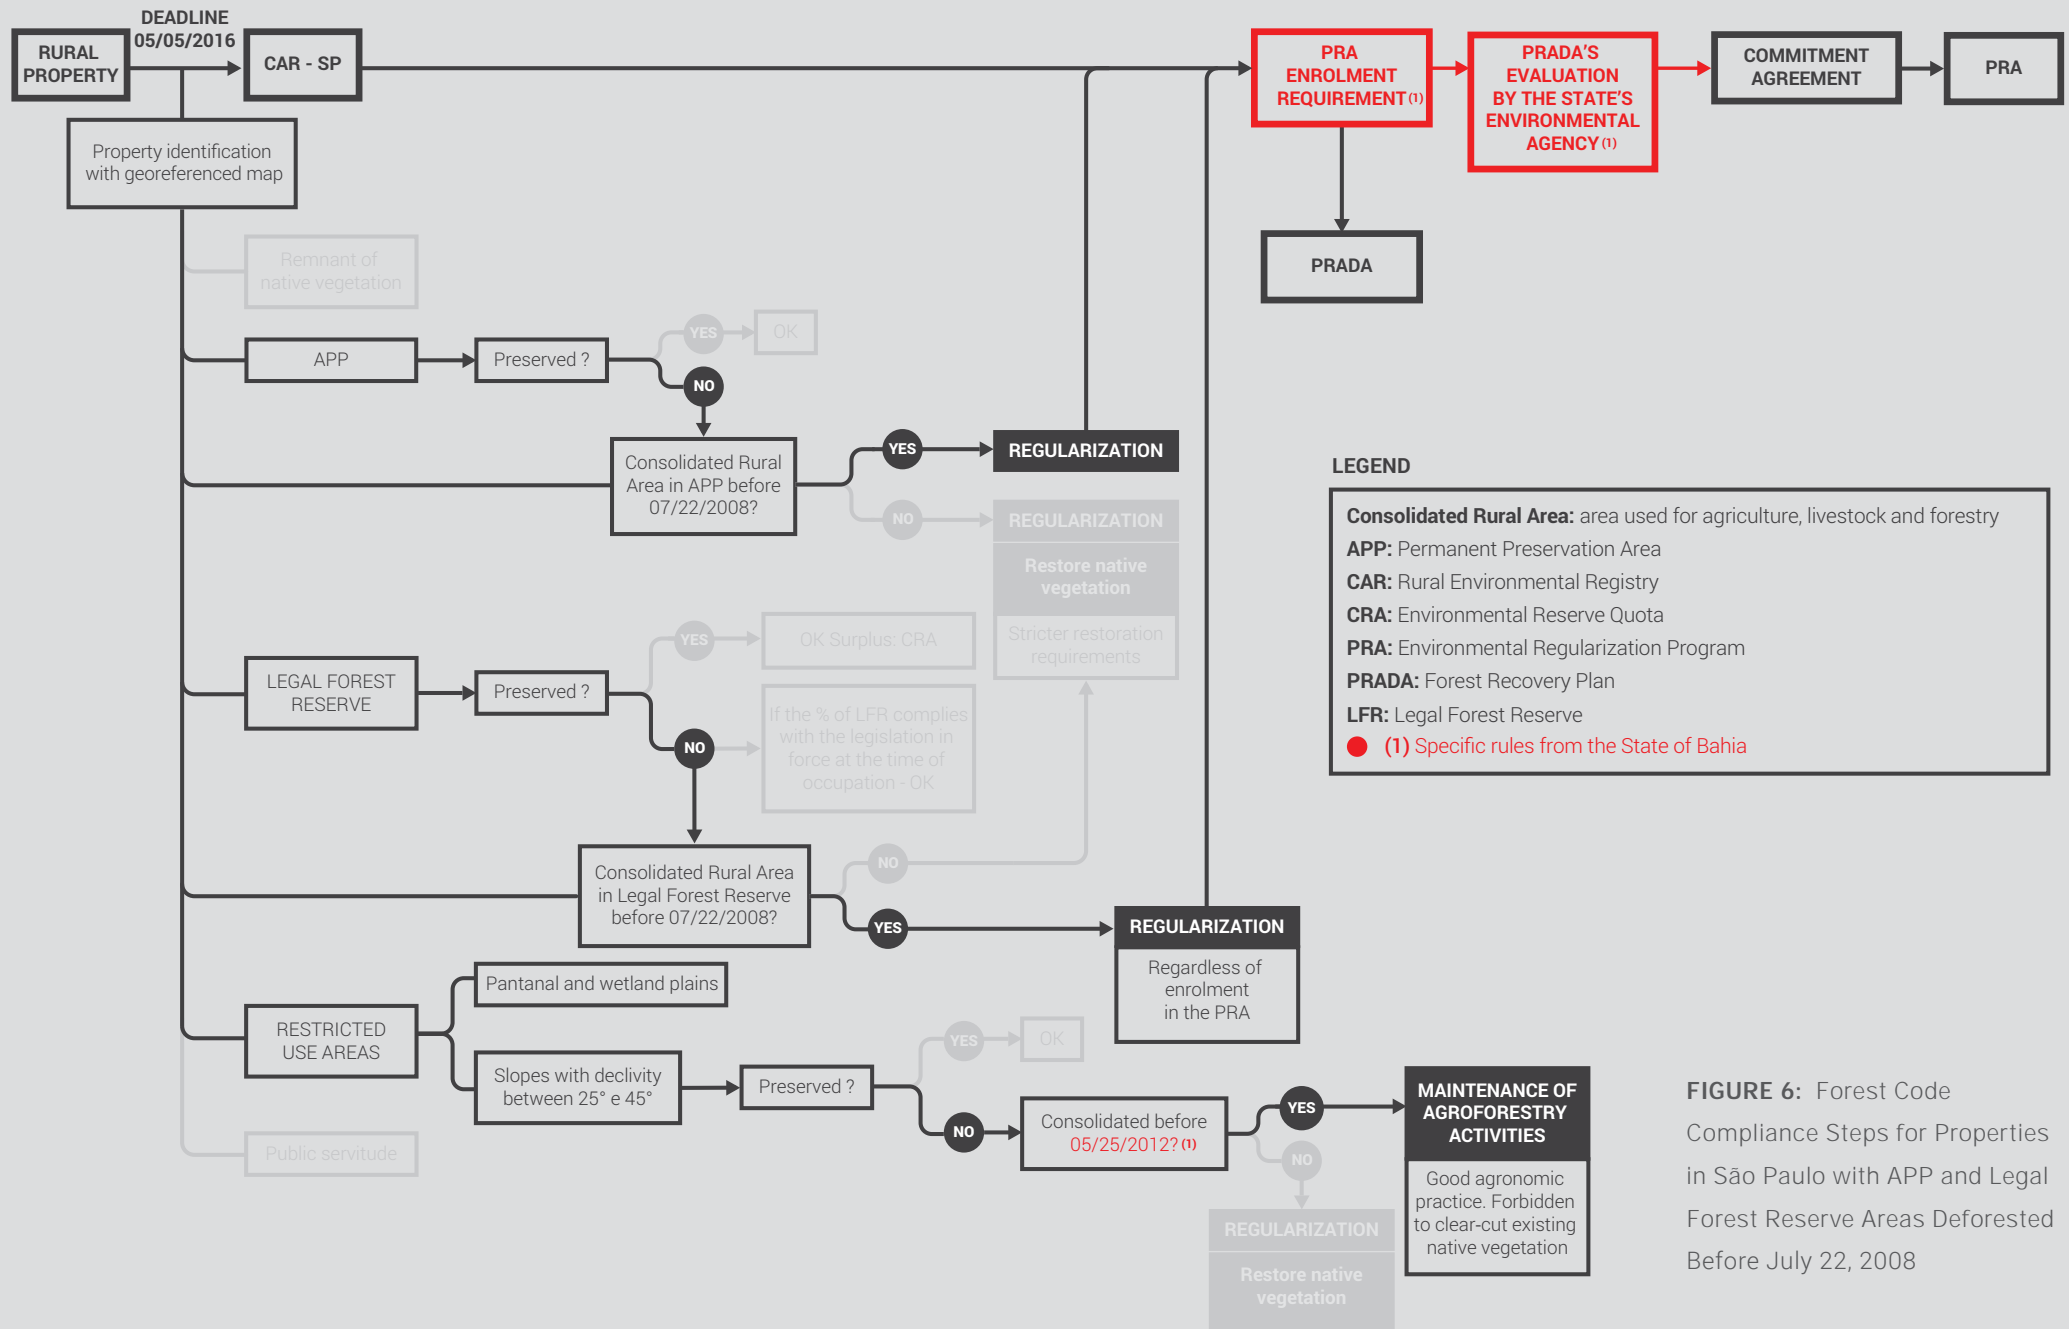 DEADLINE
05/05/2016
RURAL
PROPERTY
CAR - SP
PRA
ENROLMENT
REQUIREMENT (1)
PRADA'S
EVALUATION
BY THE STATE'S
ENVIRONMENTAL
AGENCY (1)
COMMITMENT
AGREEMENT
PRA
Property identification
with georeferenced map
PRADA
Remnant of
native vegetation
APP
Preserved ?
YES
OK
NO
Consolidated Rural
Area in APP before
07/22/2008?
YES
REGULARIZATION
NO
REGULARIZATION
Restore native
vegetation
Stricter restoration
requirements
LEGAL FOREST
RESERVE
Preserved ?
YES
OK Surplus: CRA
NO
If the % of LFR complies
with the legislation in
force at the time of
occupation - OK
Consolidated Rural Area
in Legal Forest Reserve
before 07/22/2008?
NO
YES
REGULARIZATION
Regardless of
enrolment
in the PRA
RESTRICTED
USE AREAS
Pantanal and wetland plains
Slopes with declivity
between 25° e 45°
Preserved ?
YES
OK
NO
Consolidated before
05/25/2012? (1)
YES
MAINTENANCE OF
AGROFORESTRY
ACTIVITIES
Good agronomic
practice. Forbidden
to clear-cut existing
native vegetation
NO
REGULARIZATION
Restore native
vegetation
Public servitude
LEGEND
Consolidated Rural Area: area used for agriculture, livestock and forestry
APP: Permanent Preservation Area
CAR: Rural Environmental Registry
CRA: Environmental Reserve Quota
PRA: Environmental Regularization Program
PRADA: Forest Recovery Plan
LFR: Legal Forest Reserve
(1) Specific rules from the State of Bahia
FIGURE 6: Forest Code
Compliance Steps for Properties
in São Paulo with APP and Legal
Forest Reserve Areas Deforested
Before July 22, 2008